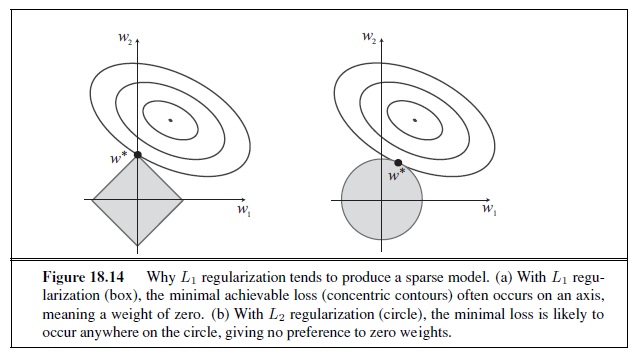 w2
w2
w*
w*
w1
w1
Figure 18.14 Why L1 regularization tends to produce a sparse model. (a) With L1 regu-
larization (box), the minimal achievable loss (concentric contours) often occurs on an axis,
meaning a weight of zero. (b) With L2 regularization (circle), the minimal loss is likely to
occur anywhere on the circle, giving no preference to zero weights.